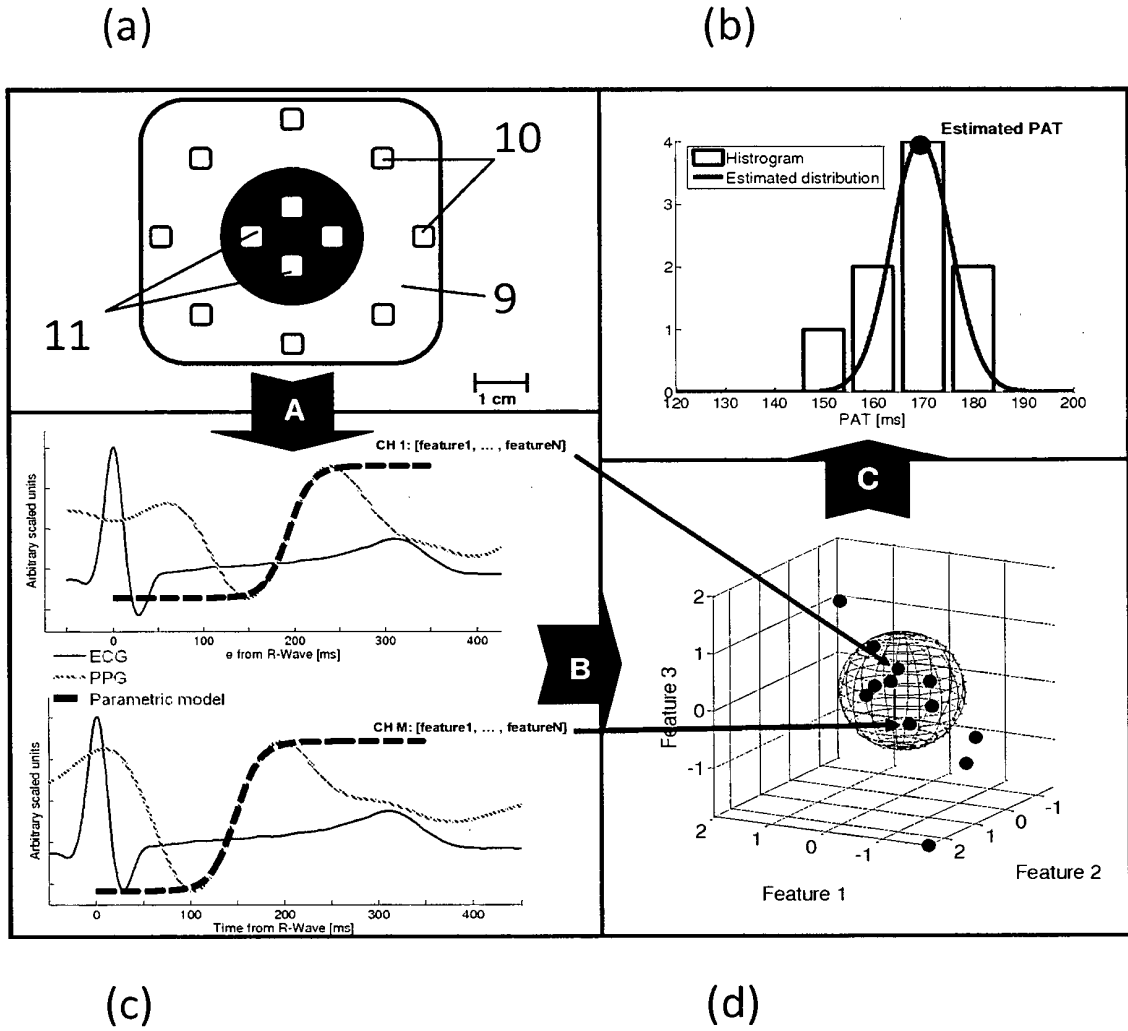 (a)
(b)
10
9
11
1 cm
A
Estimated PAT
Histrogram
Estimated distribution
4
3
2
1
0
120 130 140 150 160 170 180 190 200
PAT [ms]
CH 1: [feature1, ... , featureN]
Arbitrary scaled units
0 100 200 300 400
e from R-Wave [ms]
ECG
PPG
Parametric model
CH M: [feature1, ... , featureN]
Arbitrary scaled units
0 100 200 300 400
Time from R-Wave [ms]
B
C
2
1
0
-1
Feature 3
2 1 0 -1
Feature 1
2 1 0 -1
Feature 2
(c)
(d)